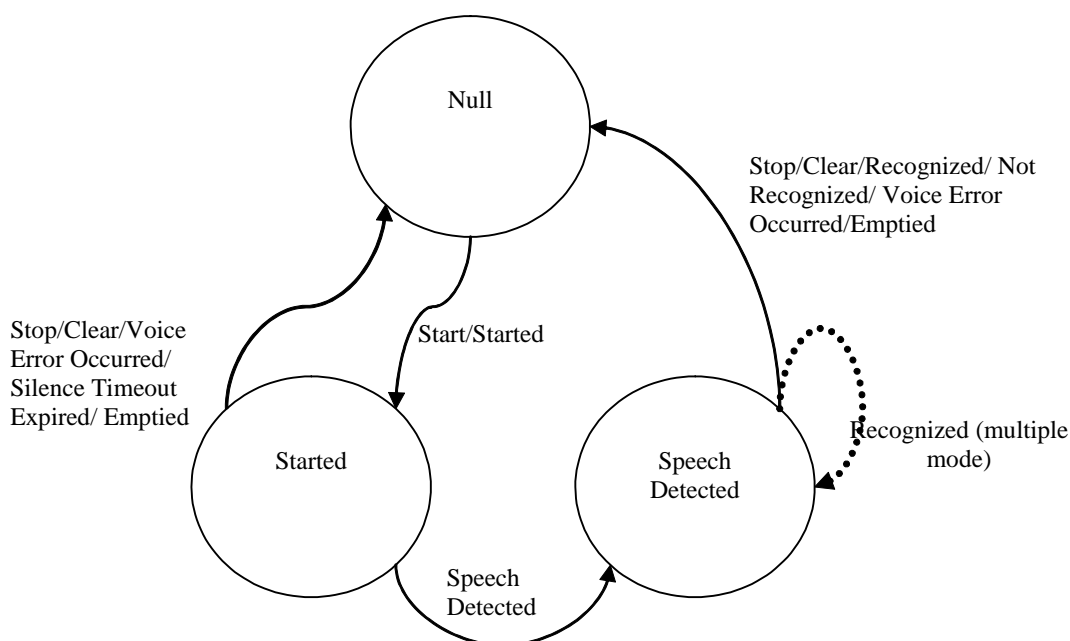 Null
Stop/Clear/Recognized/ Not
Recognized/ Voice Error
Occurred/Emptied
Stop/Clear/Voice
Error Occurred/
Silence Timeout
Expired/ Emptied
Start/Started
Started
Speech
Detected
Recognized (multiple
mode)
Speech
Detected